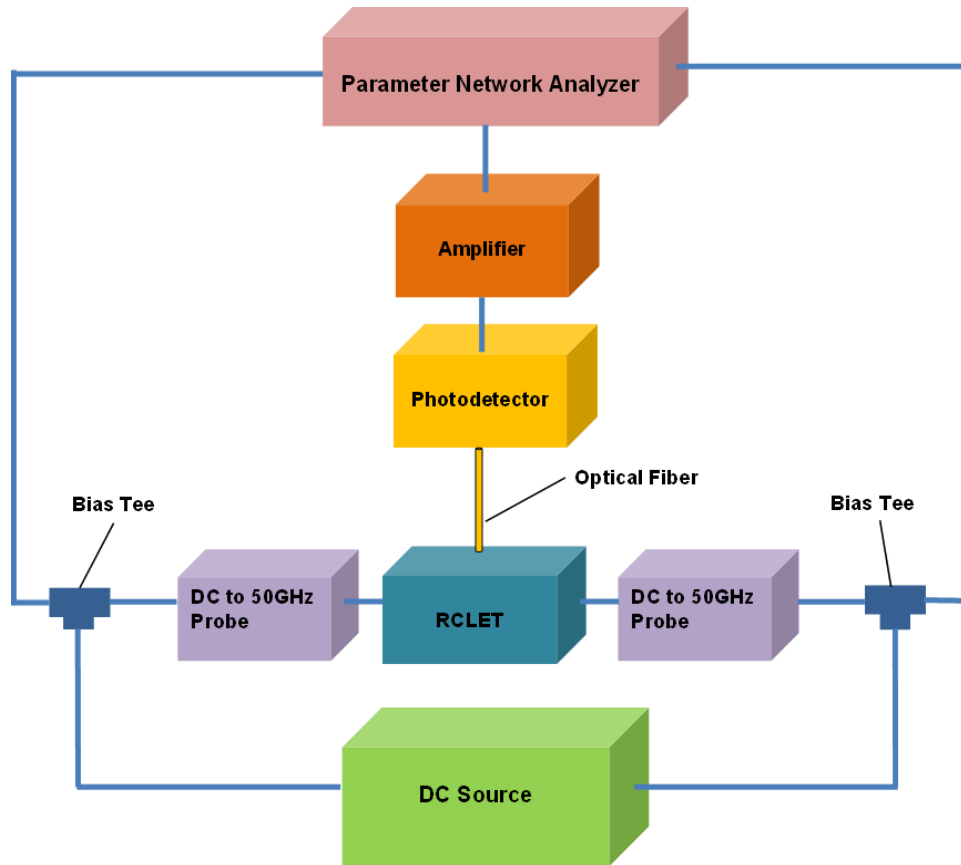 Parameter Network Analyzer
Amplifier
Photodetector
Optical Fiber
Bias Tee
Bias Tee
DC to 50GHz
Probe
RCLET
DC to 50GHz
Probe
DC Source